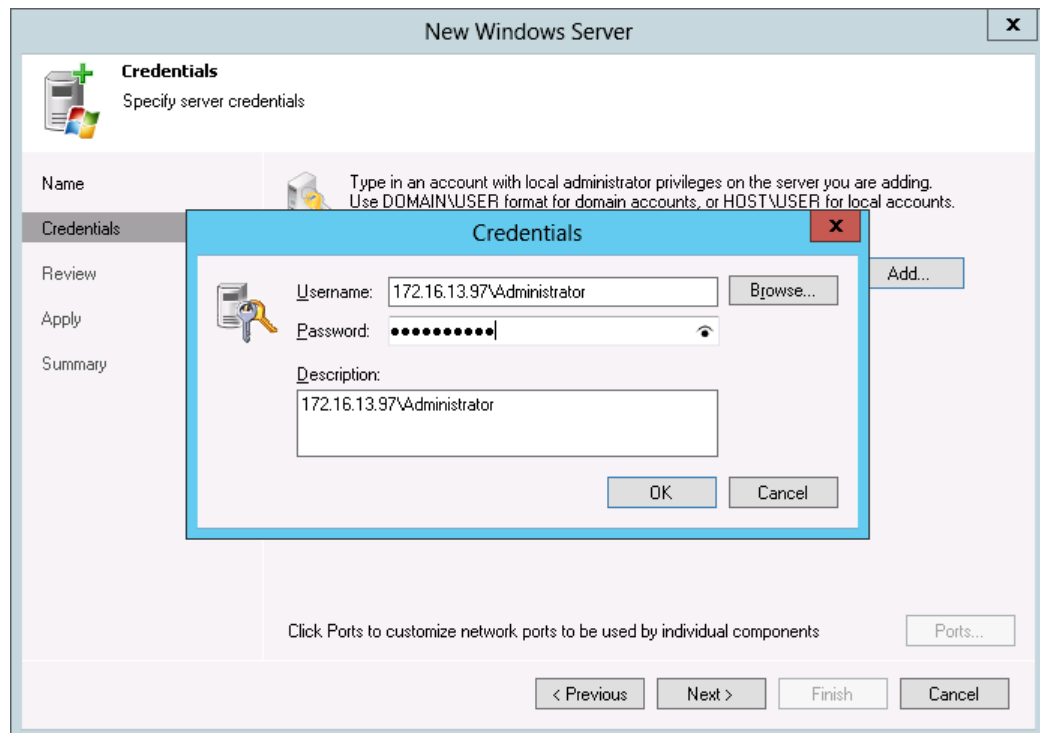 New Windows Server
x
Credentials
Specify server credentials
Name
Credentials
Review
Apply
Summary
Type in an account with local administrator privileges on the server you are adding.
Use DOMAIN\USER format for domain accounts, or HOST\USER for local accounts.
Add...
Credentials
x
Username:
172.16.13.97\Administrator
Browse...
Password:
●●●●●●●●●●
Description:
172.16.13.97\Administrator
OK
Cancel
Click Ports to customize network ports to be used by individual components
Ports...
< Previous
Next >
Finish
Cancel